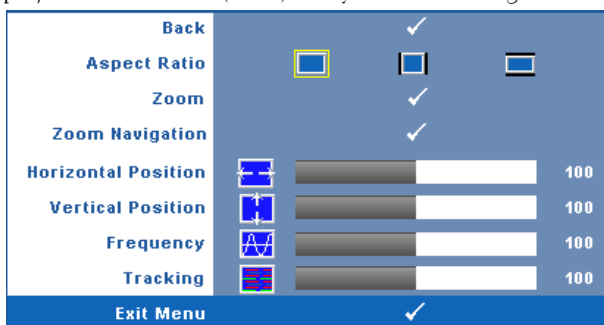 Back
Aspect Ratio
Zoom
Zoom Navigation
Horizontal Position 100
Vertical Position 100
Frequency 100
Tracking 100
Exit Menu